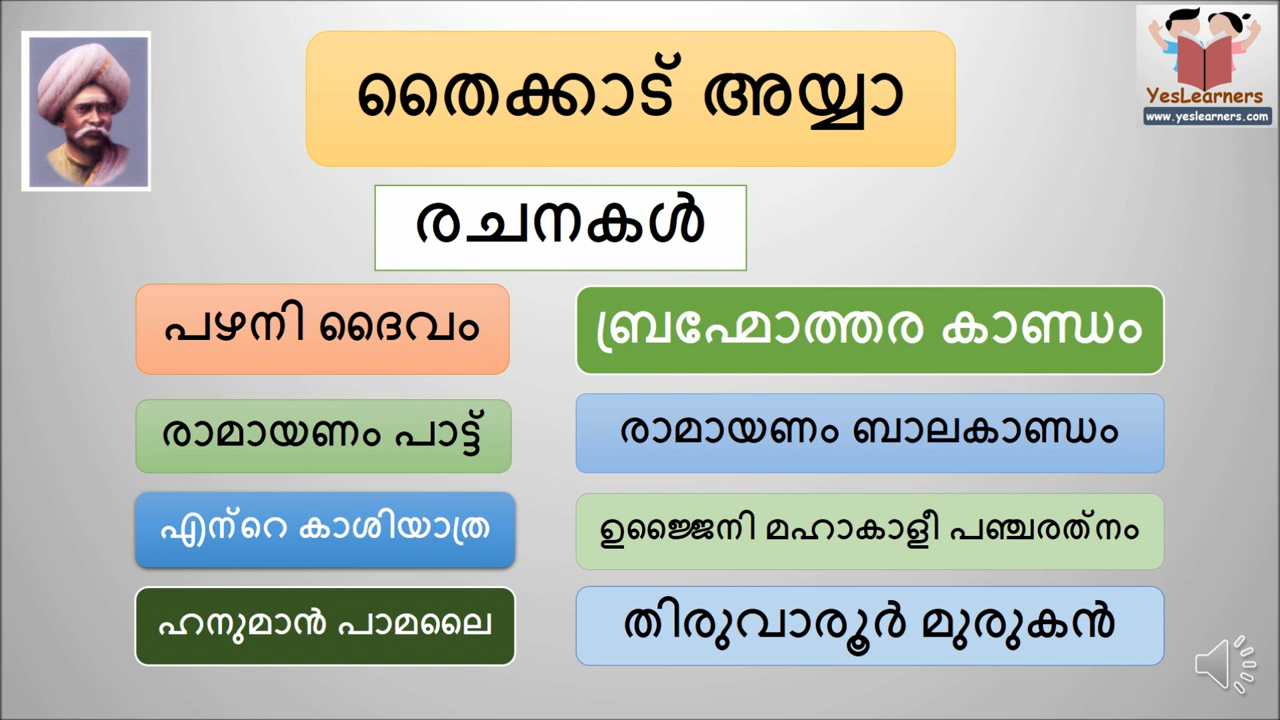 തൈക്കാട് അയ്യാ
YesLearners
www.yeslearners.com
രചനകൾ
പഴനി ദൈവം
ബ്രഹ്മോത്തര കാണ്ഡം
രാമായണം പാട്ട്
രാമായണം ബാലകാണ്ഡം
എന്റെ കാശിയാത്ര
ഉജ്ജൈനി മഹാകാളീ പഞ്ചരത്നം
ഹനുമാൻ പാമലൈ
തിരുവാരൂർ മുരുകൻ